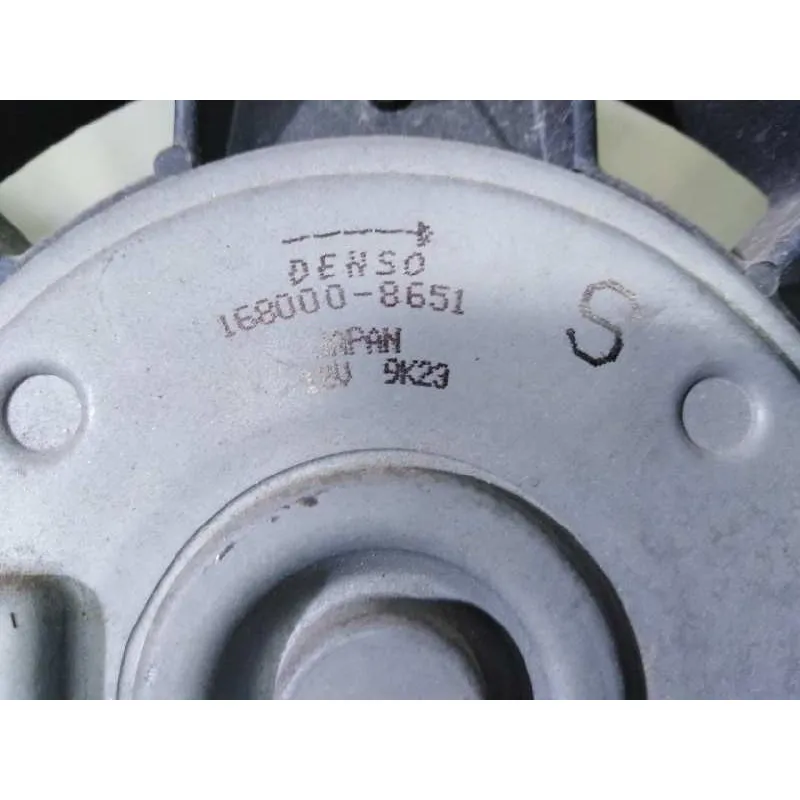 DENSO
168000-8651
JAPAN
12V 9K23
S